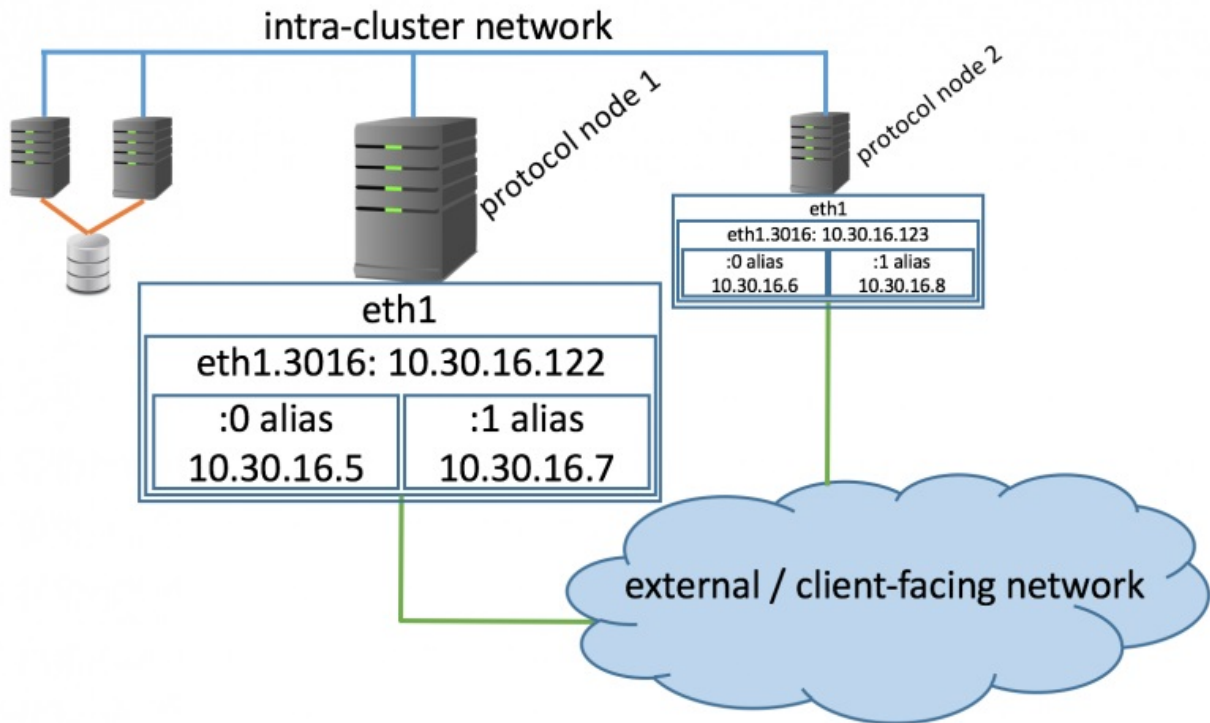 intra-cluster network
protocol node 1
protocol node 2
eth1
eth1.3016: 10.30.16.123
:0 alias
10.30.16.6
:1 alias
10.30.16.8
eth1
eth1.3016: 10.30.16.122
:0 alias
10.30.16.5
:1 alias
10.30.16.7
external / client-facing network